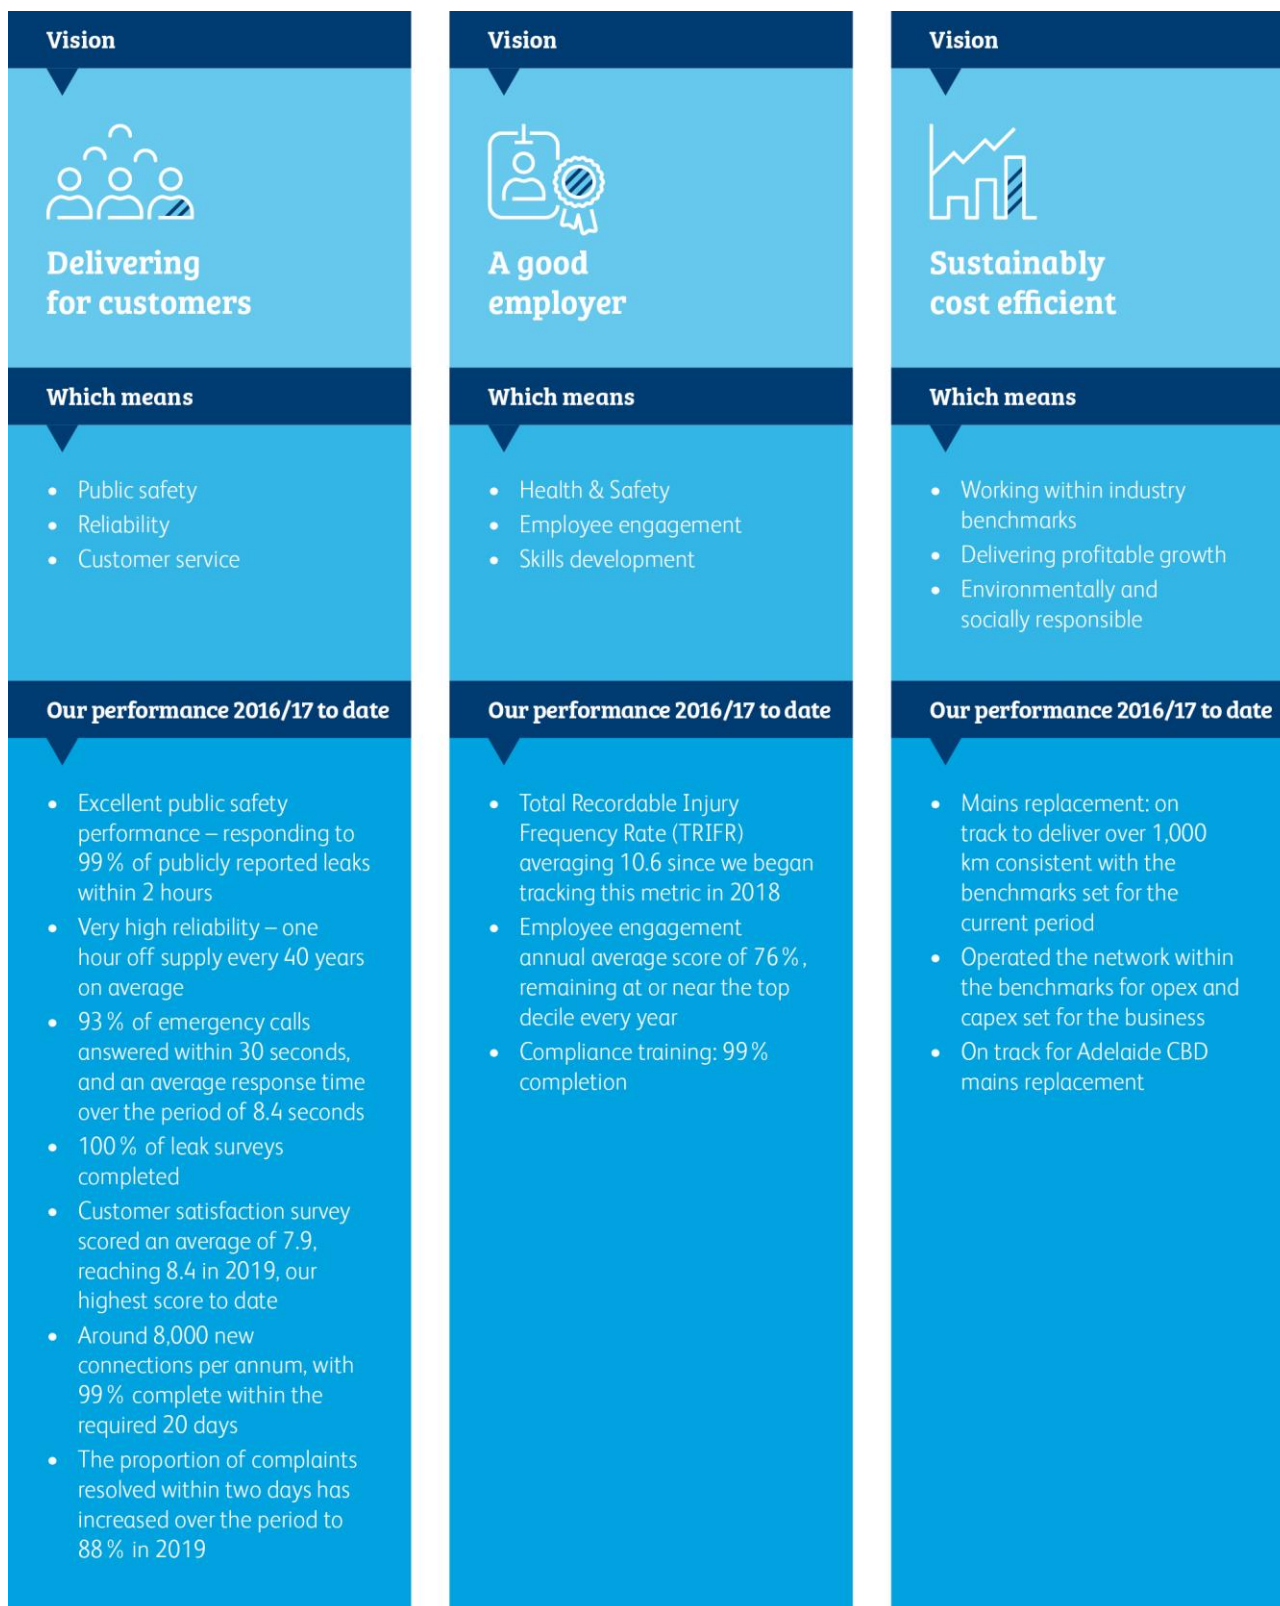 Vision
Delivering
for customers
Which means
• Public safety
• Reliability
• Customer service
Our performance 2016/17 to date
• Excellent public safety
performance – responding to
99% of publicly reported leaks
within 2 hours
• Very high reliability – one
hour off supply every 40 years
on average
• 93% of emergency calls
answered within 30 seconds,
and an average response time
over the period of 8.4 seconds
• 100% of leak surveys
completed
• Customer satisfaction survey
scored an average of 7.9,
reaching 8.4 in 2019, our
highest score to date
• Around 8,000 new
connections per annum, with
99% complete within the
required 20 days
• The proportion of complaints
resolved within two days has
increased over the period to
88% in 2019
Vision
A good
employer
Which means
• Health & Safety
• Employee engagement
• Skills development
Our performance 2016/17 to date
• Total Recordable Injury
Frequency Rate (TRIFR)
averaging 10.6 since we began
tracking this metric in 2018
• Employee engagement
annual average score of 76%,
remaining at or near the top
decile every year
• Compliance training: 99%
completion
Vision
Sustainably
cost efficient
Which means
• Working within industry
benchmarks
• Delivering profitable growth
• Environmentally and
socially responsible
Our performance 2016/17 to date
• Mains replacement: on
track to deliver over 1,000
km consistent with the
benchmarks set for the
current period
• Operated the network within
the benchmarks for opex and
capex set for the business
• On track for Adelaide CBD
mains replacement